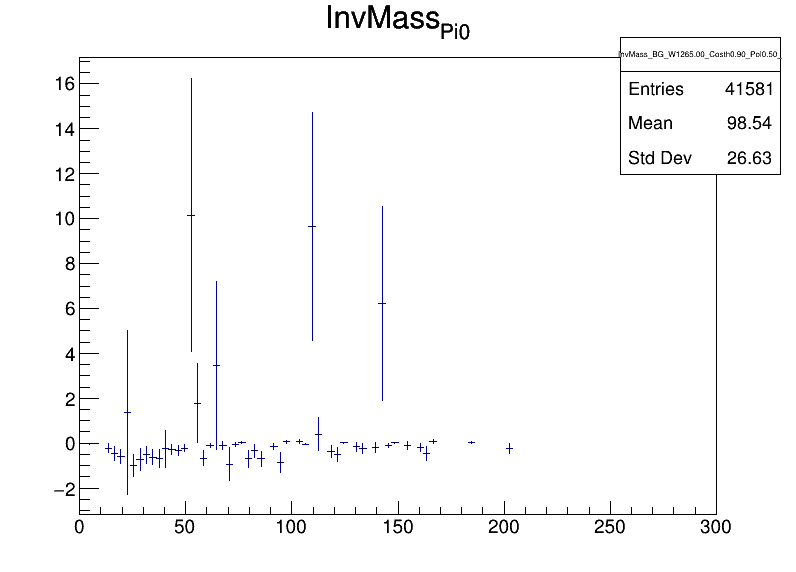 InvMass_Pi0
InvMass_BG_W1265.00_Costh0.90_Pol0.50_
Entries 41581
Mean 98.54
Std Dev 26.63
16
14
12
10
8
6
4
2
0
−2
0 50 100 150 200 250 300